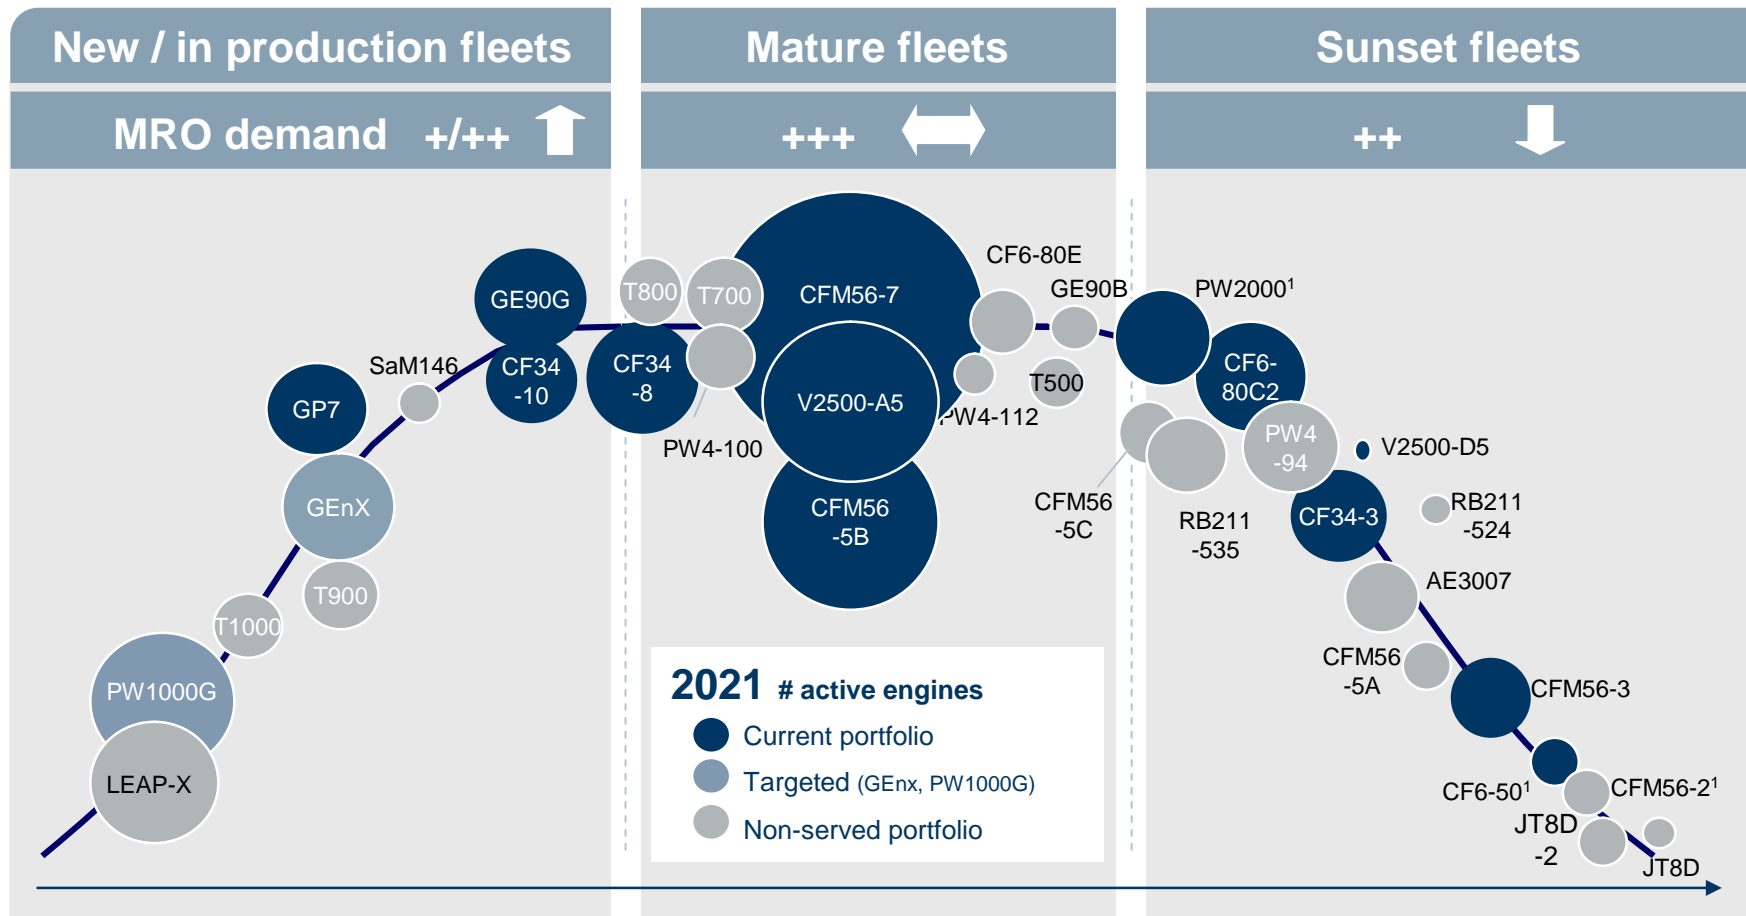 New / in production fleets
Mature fleets
Sunset fleets
MRO demand +/++
+++
++
CF6-80E
GE90B
PW2000¹
GE90G
T800
T700
CFM56-7
SaM146
CF34
-10
CF34
-8
CF6-
80C2
T500
GP7
V2500-A5
PW4-112
PW4-100
PW4
-94
V2500-D5
GEnX
CFM56
-5B
CFM56
-5C
RB211
-535
CF34-3
RB211
-524
T900
T1000
AE3007
CFM56
-5A
PW1000G
CFM56-3
LEAP-X
CF6-50¹
CFM56-2¹
JT8D
-2
JT8D
2021 # active engines
Current portfolio
Targeted (GEnx, PW1000G)
Non-served portfolio